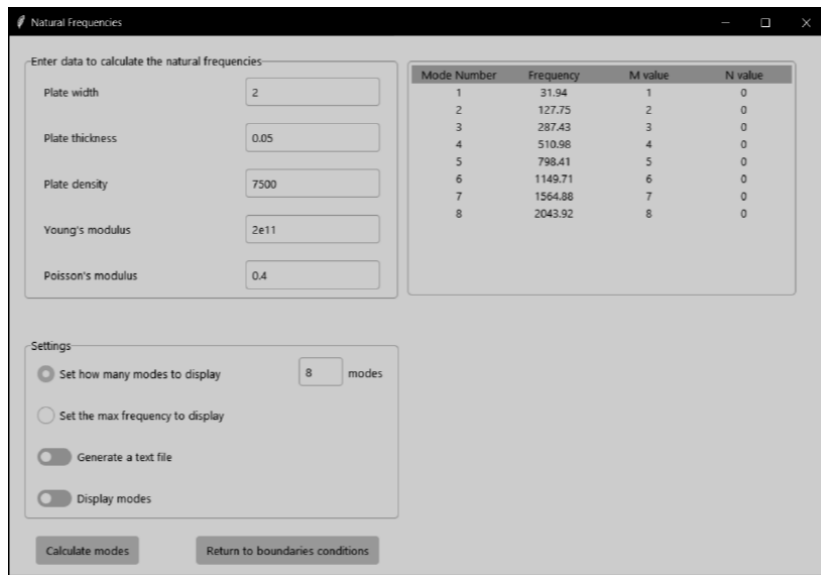 Natural Frequencies
Enter data to calculate the natural frequencies
Plate width 2
Plate thickness 0.05
Plate density 7500
Young's modulus 2e11
Poisson's modulus 0.4
Mode Number Frequency M value N value
1 31.94 1 0
2 127.75 2 0
3 287.43 3 0
4 510.98 4 0
5 798.41 5 0
6 1149.71 6 0
7 1564.88 7 0
8 2043.92 8 0
Settings
Set how many modes to display 8 modes
Set the max frequency to display
Generate a text file
Display modes
Calculate modes Return to boundaries conditions